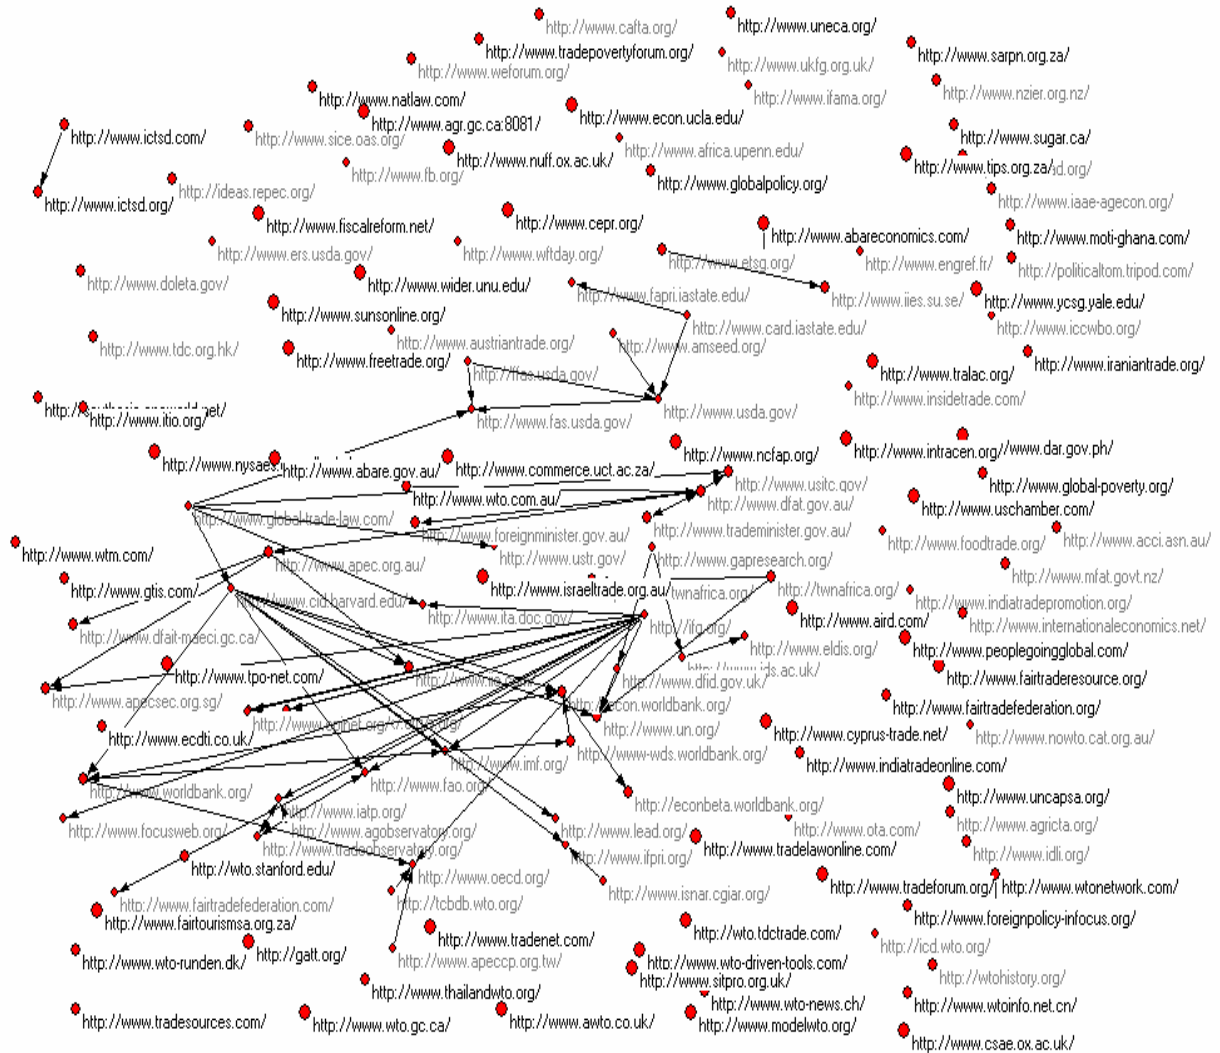 http://www.cafta.org/
http://www.uneca.org/
http://www.tradepovertyforum.org/
http://www.sarpn.org.za/
http://www.weforum.org/
http://www.ukfg.org.uk/
http://www.nzier.org.nz/
http://www.natlaw.com/
http://www.ifama.org/
http://www.agr.gc.ca:8081/
http://www.econ.ucla.edu/
http://www.ictsd.com/
http://www.sice.oas.org/
http://www.sugar.ca/
http://www.nuff.ox.ac.uk/
http://www.africa.upenn.edu/
http://www.tips.org.za/
http://www.fb.org/
http://www.globalpolicy.org/
http://ideas.repec.org/
http://www.ictsd.org/
http://www.iaae-agecon.org/
http://www.fiscalreform.net/
http://www.cepr.org/
http://www.abareconomics.com/
http://www.moti-ghana.com/
http://www.ers.usda.gov/
http://www.wftday.org/
http://www.etsg.org/
http://www.engref.fr/
http://politicaltom.tripod.com/
http://www.doleta.gov/
http://www.wider.unu.edu/
http://www.fapri.iastate.edu/
http://www.iies.su.se/
http://www.ycsg.yale.edu/
http://www.sunsonline.org/
http://www.card.iastate.edu/
http://www.iccwbo.org/
http://www.tdc.org.hk/
http://www.austriantrade.org/
http://www.amseed.org/
http://www.freetrade.org/
http://www.iraniantrade.org/
http://ffas.usda.gov/
http://www.tralac.org/
http://www.insidetrade.com/
http://www.itio.org/
http://www.fas.usda.gov/
http://www.usda.gov/
http://www.abare.gov.au/
http://www.commerce.uct.ac.za/
http://www.ncfap.org/
http://www.intracen.org/
/www.dar.gov.ph/
http://www.usitc.gov/
http://www.global-poverty.org/
http://www.wto.com.au/
http://www.dfat.gov.au/
http://www.uschamber.com/
http://www.global-trade-law.com/
http://www.foreignminister.gov.au/
http://www.trademinister.gov.au/
http://www.foodtrade.org/
http://www.acci.asn.au/
http://www.wtm.com/
http://www.apec.org.au/
http://www.ustr.gov/
http://www.gapresearch.org/
http://www.mfat.govt.nz/
http://www.gtis.com/
http://www.cid.harvard.edu/
http://www.israeltrade.org.au/
twnafrica.org/
http://twnafrica.org/
http://www.indiatradepromotion.org/
http://www.dfait-maeci.gc.ca/
http://www.ita.doc.gov/
http://ifg.org/
http://www.aird.com/
http://www.internationaleconomics.net/
http://www.eldis.org/
http://www.peoplegoingglobal.com/
http://www.tpo-net.com/
http://www.ids.ac.uk/
http://www.dfid.gov.uk/
http://www.fairtraderesource.org/
http://www.apecsec.org.sg/
http://econ.worldbank.org/
http://www.fairtradefederation.org/
http://www.ecdti.co.uk/
http://www.un.org/
http://www.cyprus-trade.net/
http://www.nowto.cat.org.au/
http://www.imf.org/
http://www-wds.worldbank.org/
http://www.indiatradeonline.com/
http://www.worldbank.org/
http://www.fao.org/
http://www.uncapsa.org/
http://www.iatp.org/
http://econbeta.worldbank.org/
http://www.focusweb.org/
http://www.agobservatory.org/
http://www.lead.org/
http://www.ota.com/
http://www.agricta.org/
http://www.tradeobservatory.org/
http://www.ifpri.org/
http://www.tradelawonline.com/
http://www.idli.org/
http://wto.stanford.edu/
http://www.oecd.org/
http://www.tradeforum.org/
http://www.wtonetwork.com/
http://www.fairtradefederation.com/
http://tcbdb.wto.org/
http://www.isnar.cgiar.org/
http://www.fairtourismsa.org.za/
http://www.foreignpolicy-infocus.org/
http://www.tradenet.com/
http://wto.tdctrade.com/
http://www.wto-runden.dk/
http://gatt.org/
http://www.apeccp.org.tw/
http://icd.wto.org/
http://www.wto-driven-tools.com/
http://www.sitpro.org.uk/
http://wtohistory.org/
http://www.thailandwto.org/
http://www.wto-news.ch/
http://www.wtoinfo.net.cn/
http://www.tradesources.com/
http://www.wto.gc.ca/
http://www.awto.co.uk/
http://www.modelwto.org/
http://www.csae.ox.ac.uk/